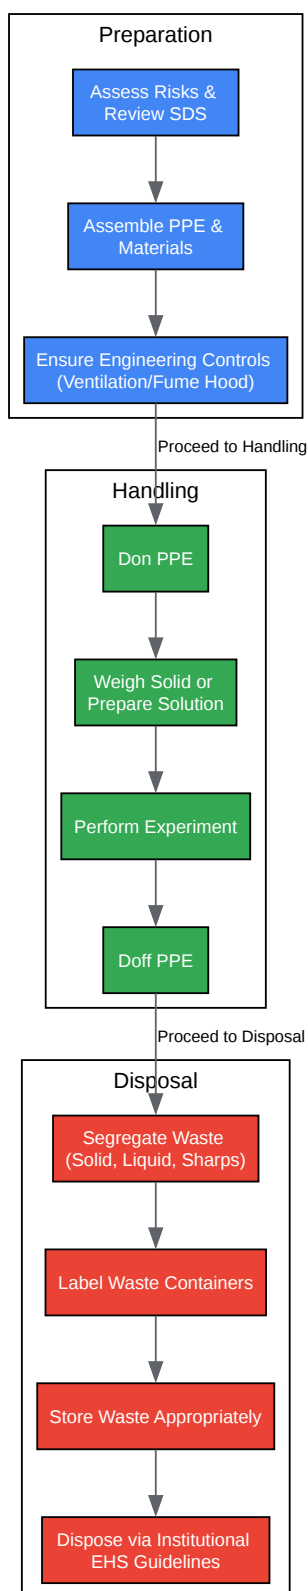 Preparation
Assess Risks &
Review SDS
Assemble PPE &
Materials
Ensure Engineering Controls
(Ventilation/Fume Hood)
Proceed to Handling
Handling
Don PPE
Weigh Solid or
Prepare Solution
Perform Experiment
Doff PPE
Proceed to Disposal
Disposal
Segregate Waste
(Solid, Liquid, Sharps)
Label Waste Containers
Store Waste Appropriately
Dispose via Institutional
EHS Guidelines